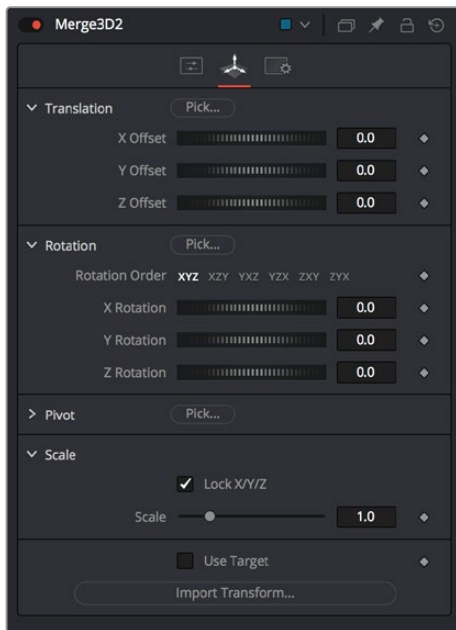 Merge3D2
Translation Pick...
X Offset 0.0
Y Offset 0.0
Z Offset 0.0
Rotation Pick...
Rotation Order XYZ XZY YXZ YZX ZXY ZYX
X Rotation 0.0
Y Rotation 0.0
Z Rotation 0.0
Pivot Pick...
Scale
Lock X/Y/Z
Scale 1.0
Use Target
Import Transform...